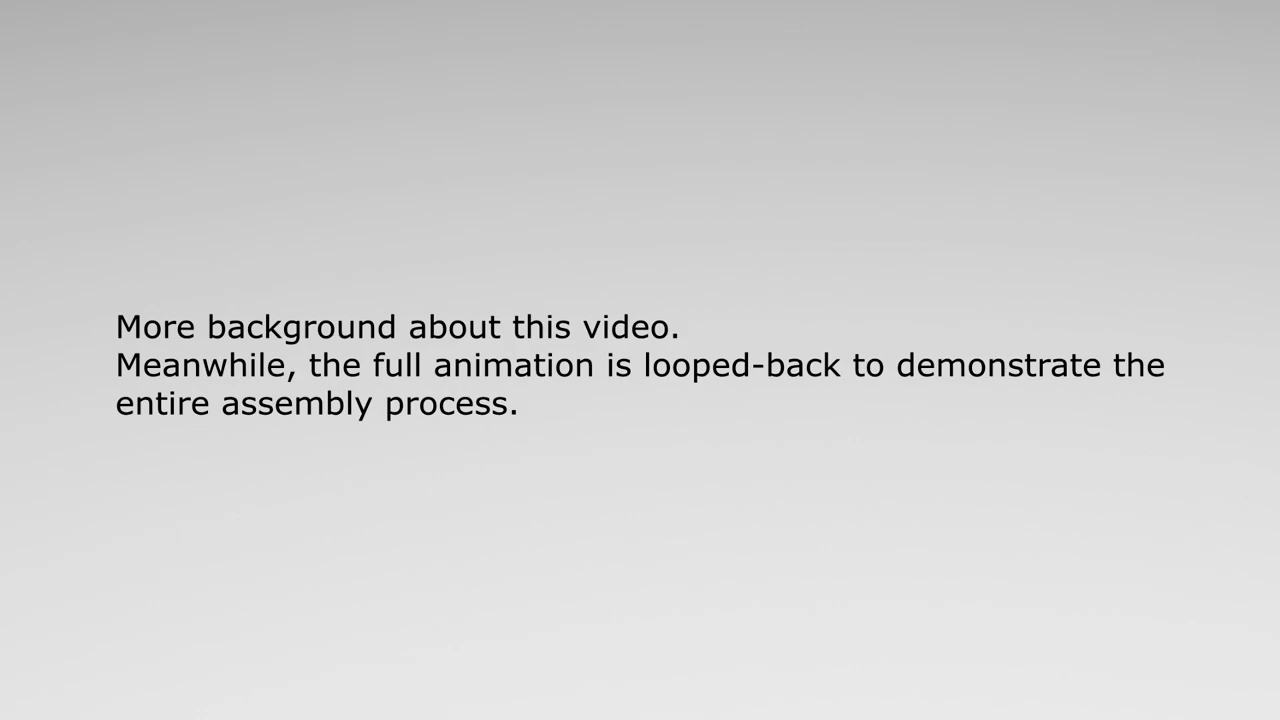 More background about this video.
Meanwhile, the full animation is looped-back to demonstrate the
entire assembly process.